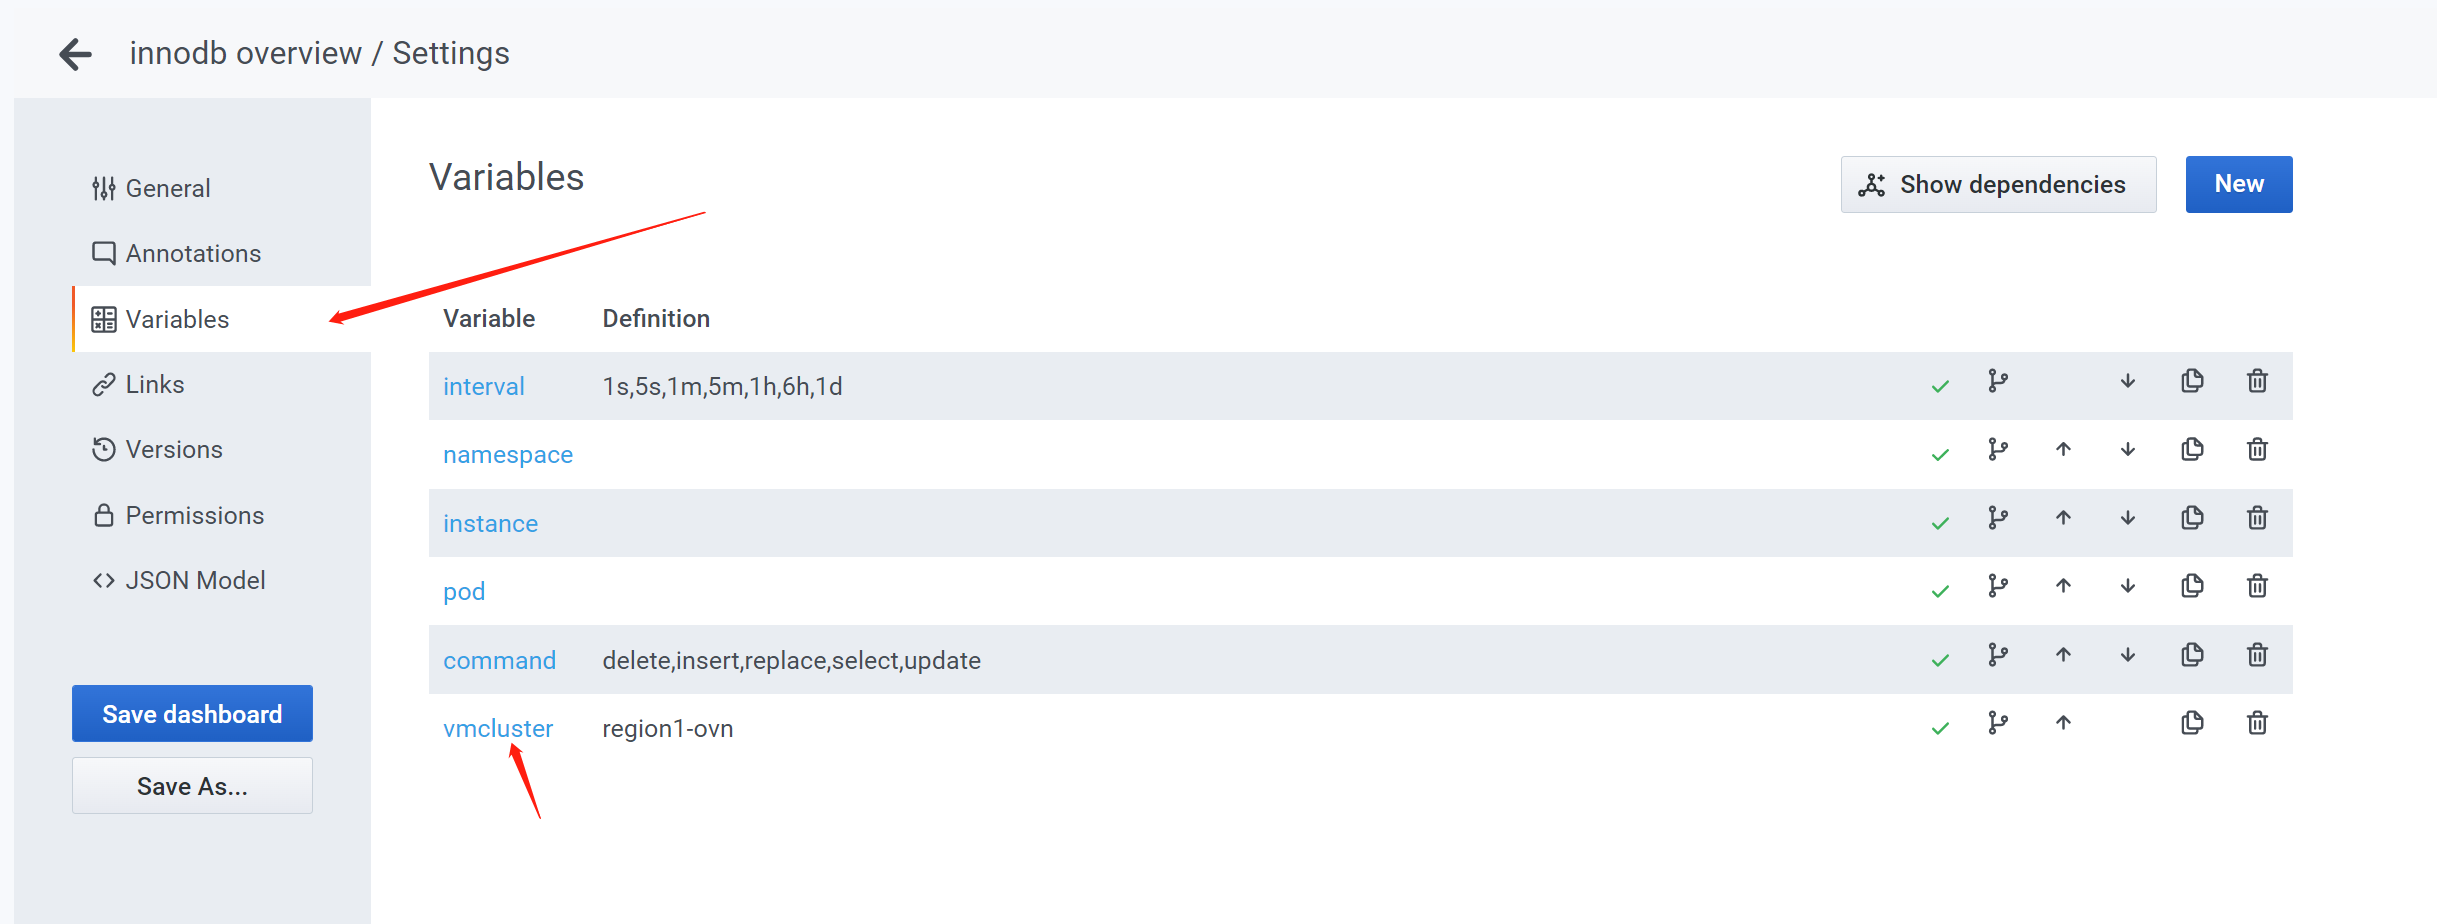 innodb overview / Settings
General
Annotations
Variables
Links
Versions
Permissions
JSON Model
Save dashboard
Save As...
Variables
Show dependencies
New
Variable Definition
interval 1s,5s,1m,5m,1h,6h,1d
namespace
instance
pod
command delete,insert,replace,select,update
vmcluster region1-ovn